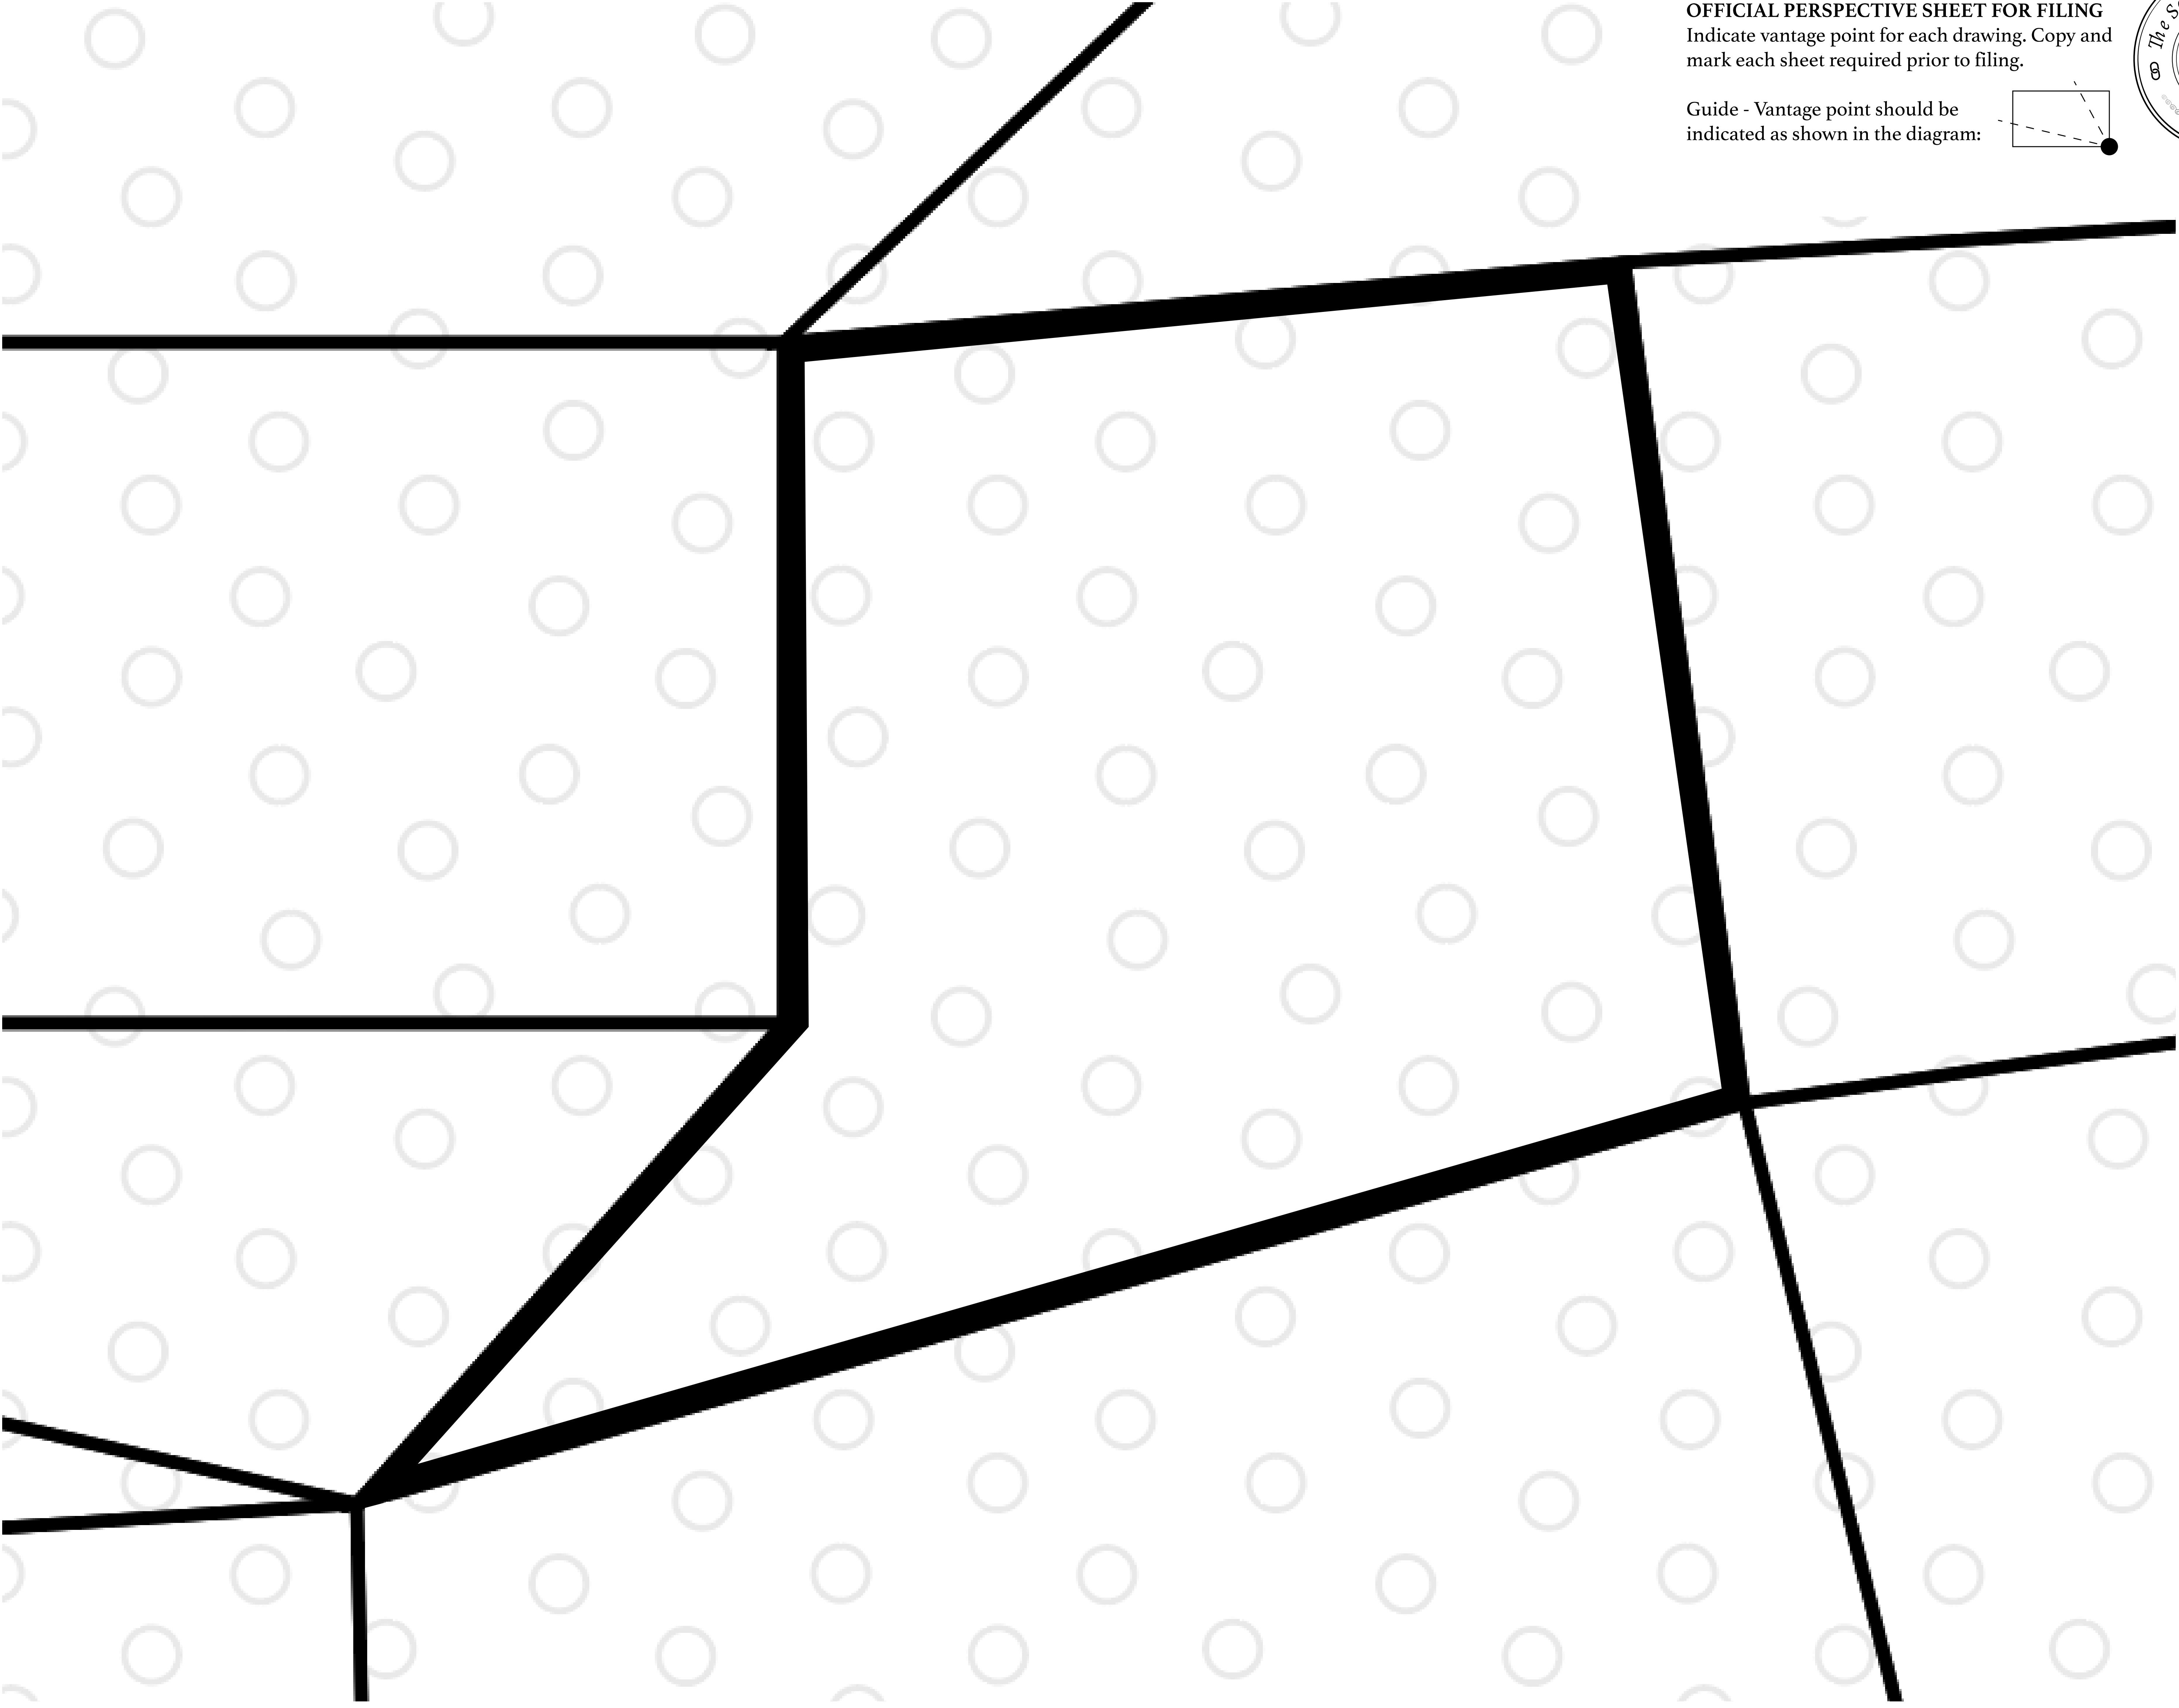 OFFICIAL PERSPECTIVE SHEET FOR FILING
Indicate vantage point for each drawing. Copy and
mark each sheet required prior to filing.
Guide - Vantage point should be
indicated as shown in the diagram:
The